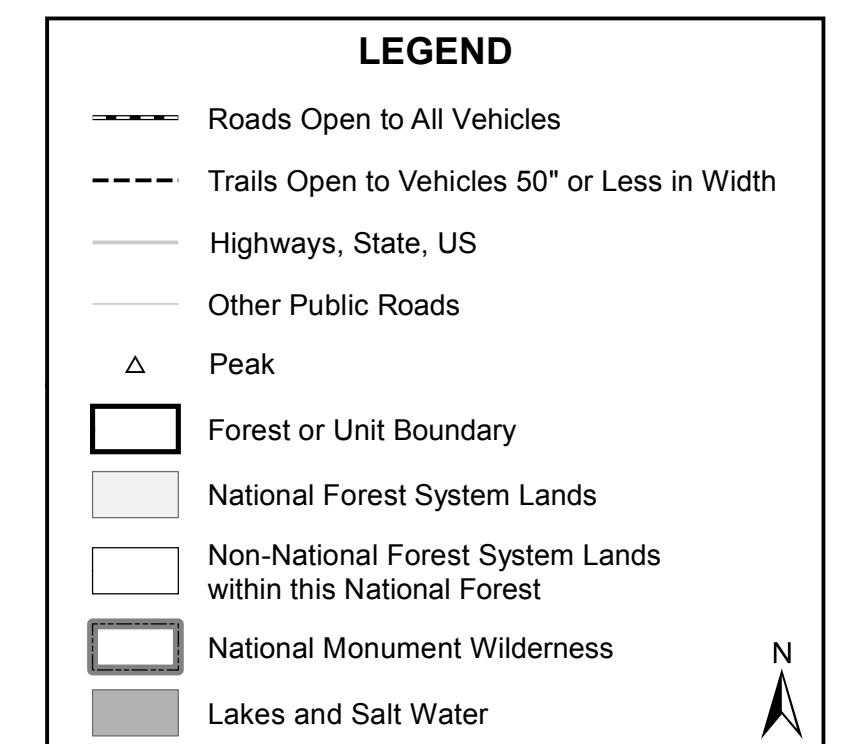 LEGEND
Roads Open to All Vehicles
Trails Open to Vehicles 50" or Less in Width
Highways, State, US
Other Public Roads
Peak
Forest or Unit Boundary
National Forest System Lands
Non-National Forest System Lands
within this National Forest
National Monument Wilderness
N
Lakes and Salt Water